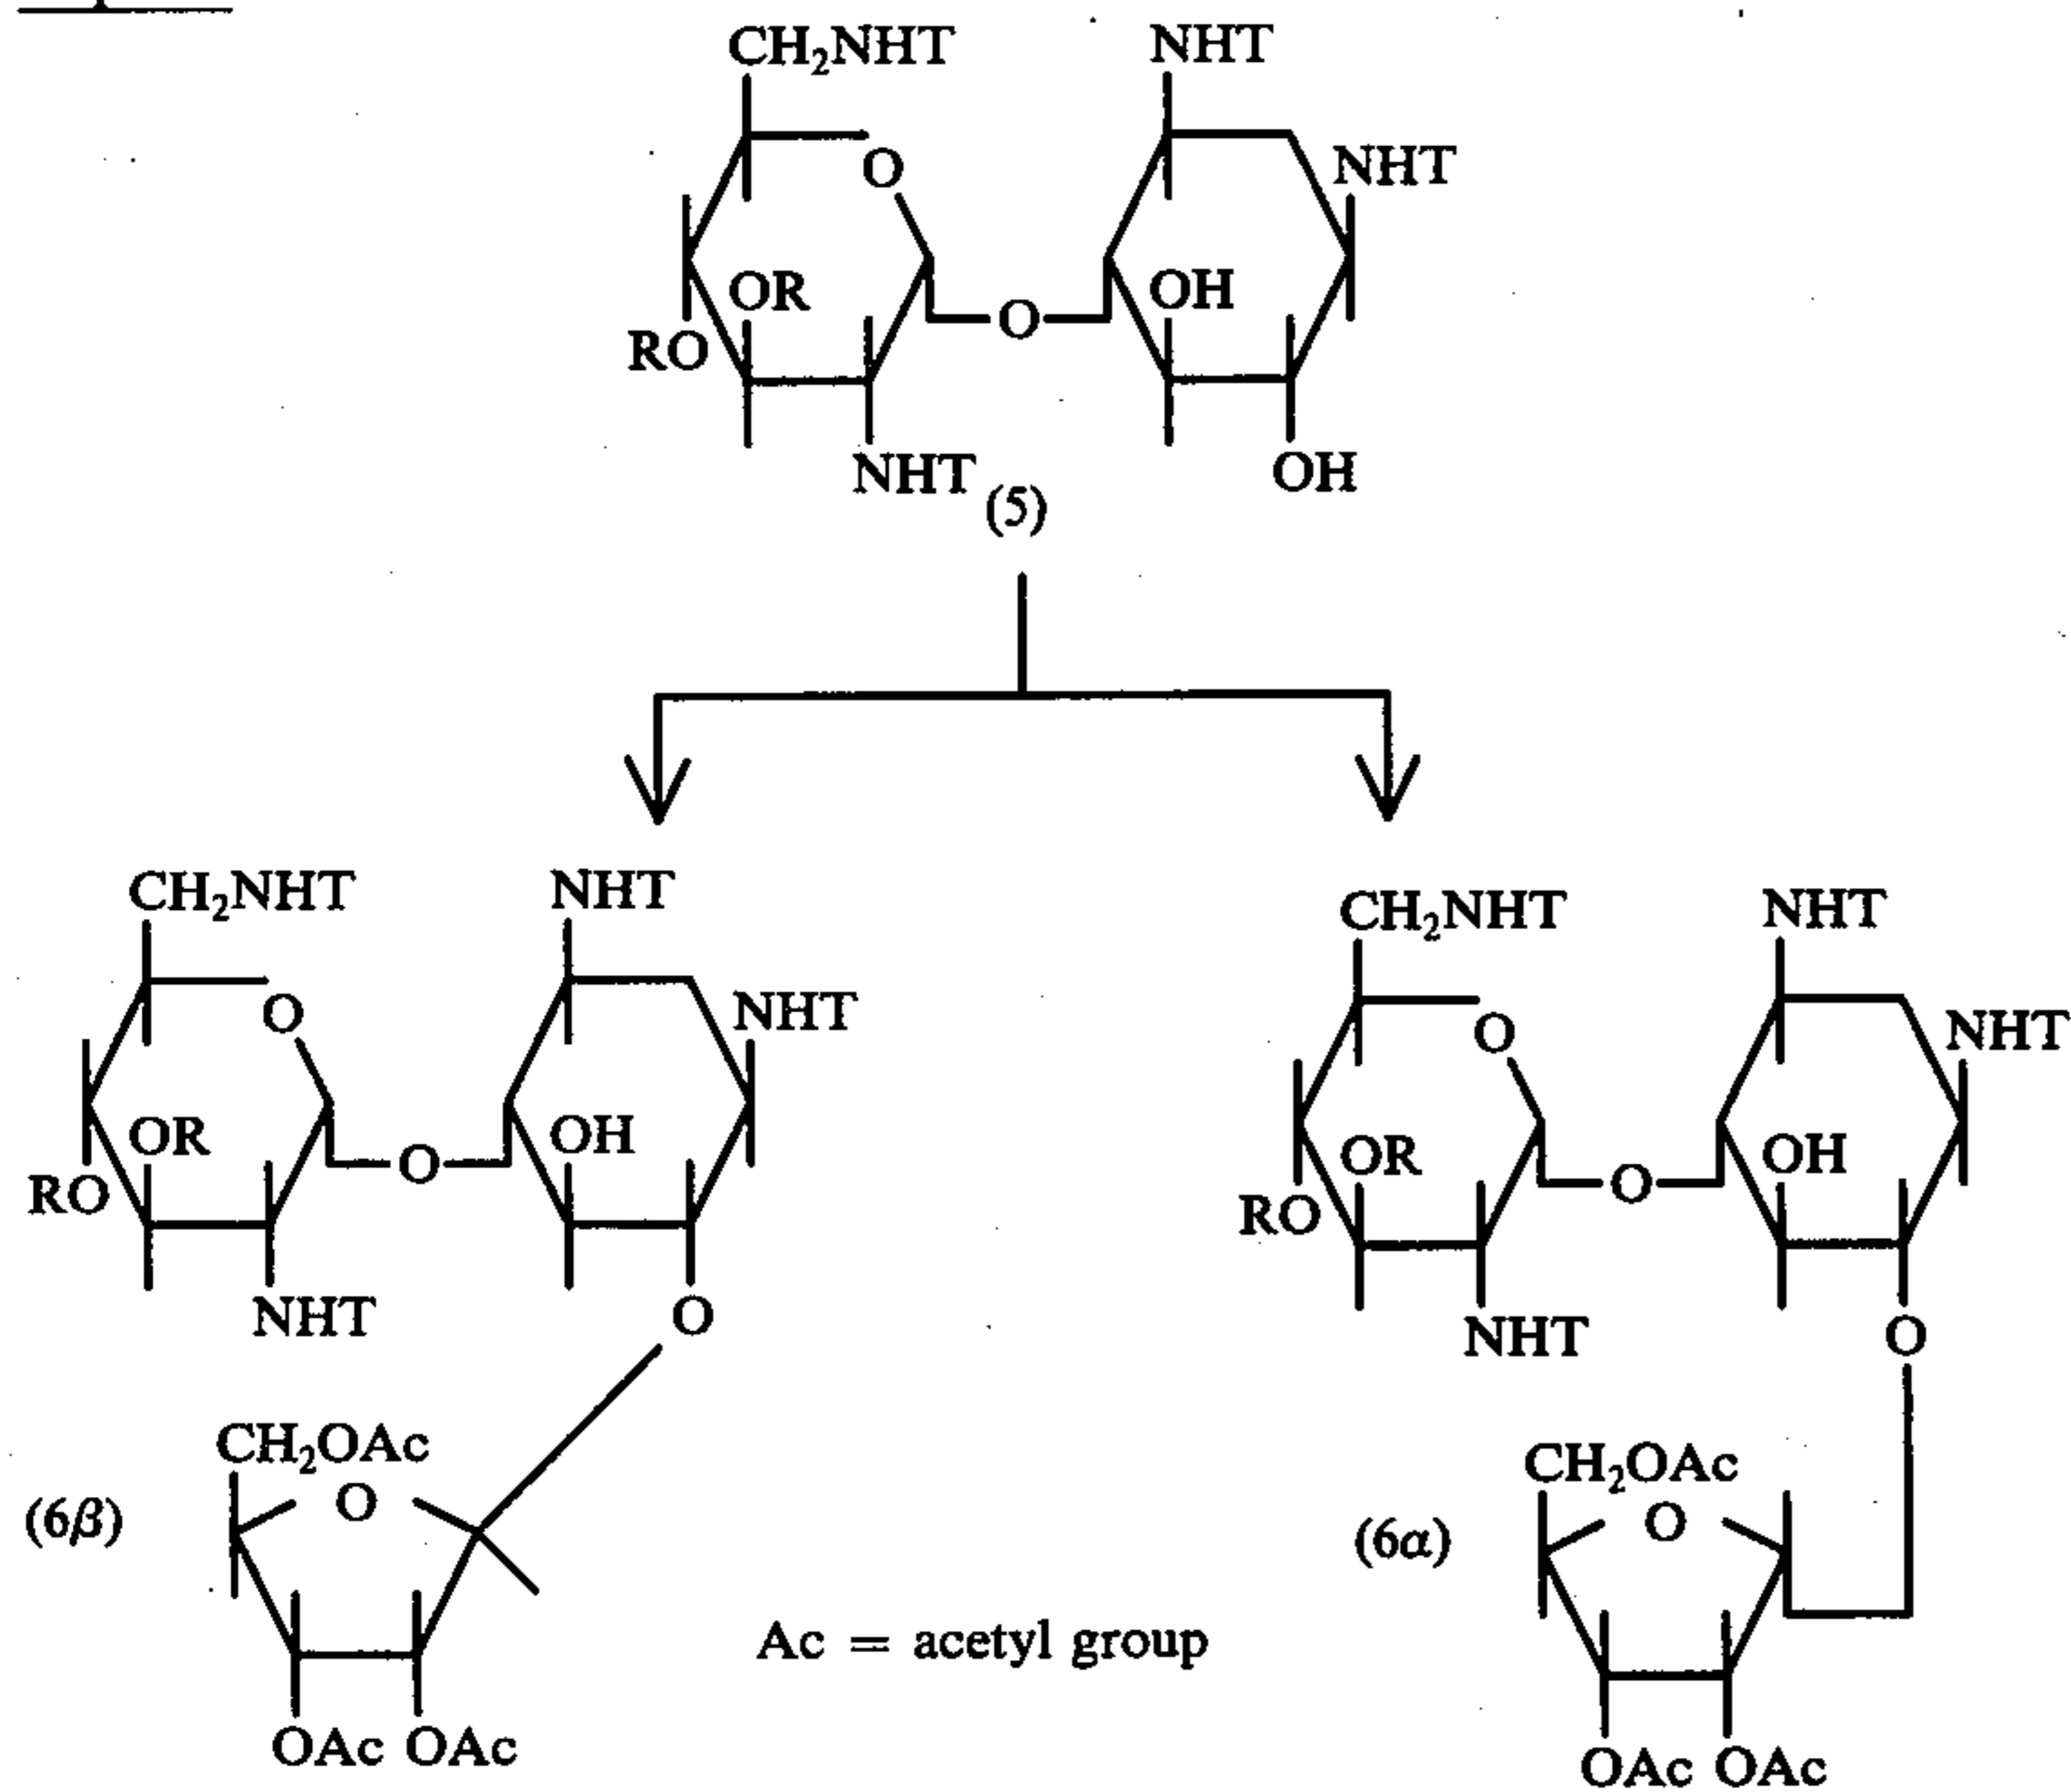 CH₂NHT NHT
O NHT
OR OH
RO O
NHT OH
(5)
CH₂NHT NHT
O NHT
OR OH
RO O
NHT O
CH₂OAc
(6β) O
OAc OAc
Ac = acetyl group
CH₂NHT NHT
O NHT
OR OH
RO O
NHT O
CH₂OAc
(6α) O
OAc OAc